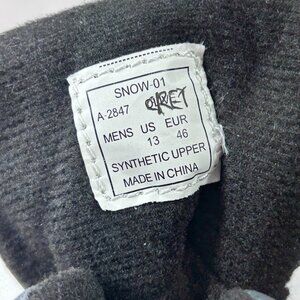 SNOW-01
A-2847
MENS US EUR
13 46
SYNTHETIC UPPER
MADE IN CHINA